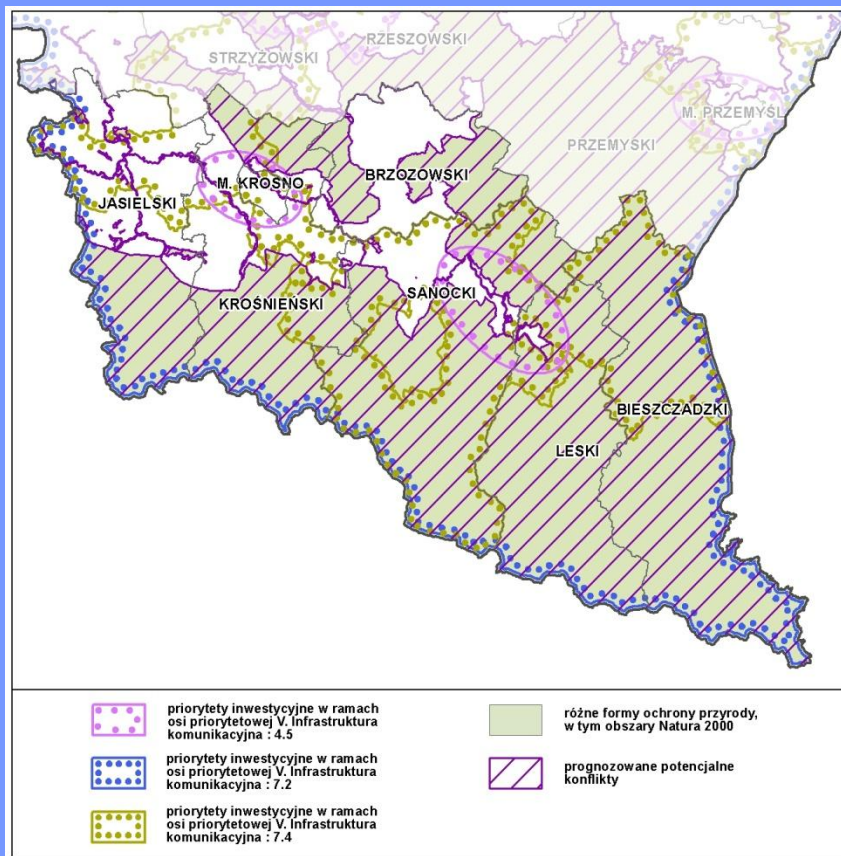 RZESZOWSKI
STRZYŻOWSKI
M. PRZEMYŚL
PRZEMYSKI
BRZOZOWSKI
M. KROSNO
JASIELSKI
SANOCKI
KROŚNIEŃSKI
BIESZCZADZKI
LESKI
priorytety inwestycyjne w ramach
osi priorytetowej V. Infrastruktura
komunikacyjna : 4.5
priorytety inwestycyjne w ramach
osi priorytetowej V. Infrastruktura
komunikacyjna : 7.2
priorytety inwestycyjne w ramach
osi priorytetowej V. Infrastruktura
komunikacyjna : 7.4
różne formy ochrony przyrody,
w tym obszary Natura 2000
prognozowane potencjalne
konflikty